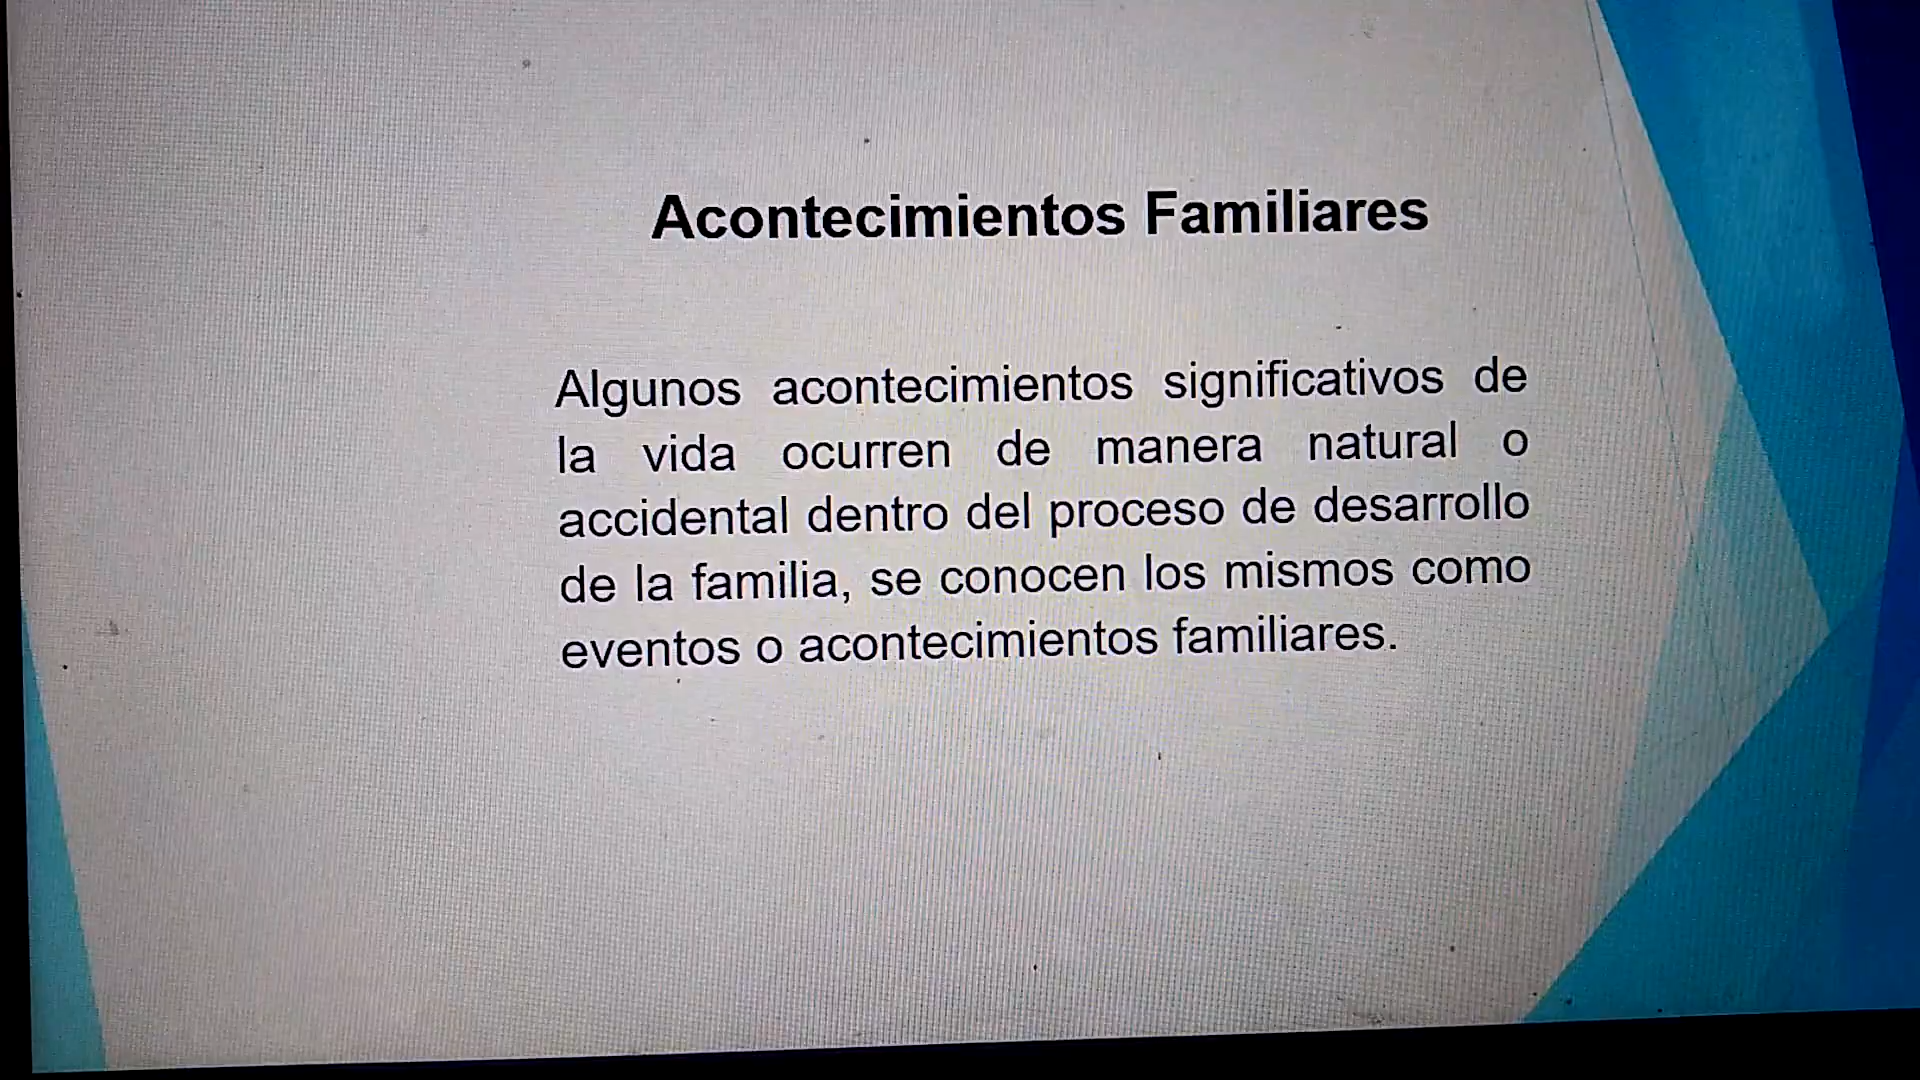 Acontecimientos Familiares
Algunos acontecimientos significativos de
la vida ocurren de manera natural o
accidental dentro del proceso de desarrollo
de la familia, se conocen los mismos como
eventos o acontecimientos familiares.